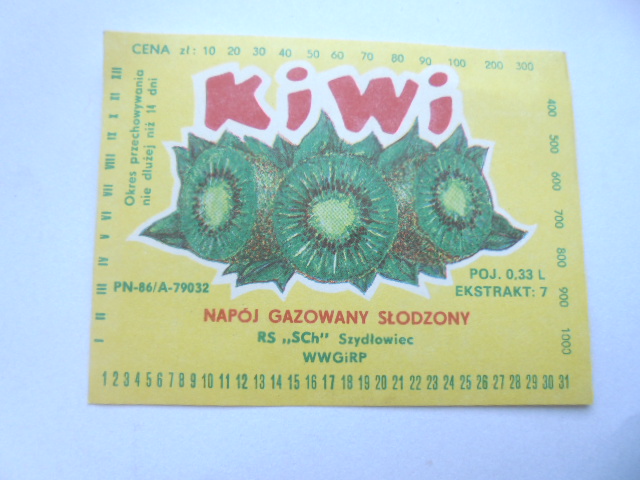 CENA zł: 10 20 30 40 50 60 70 80 90 100 200 300
400 500 600 700 800 900 1000
I II III IV V VI VII VIII IX X XI XII
Okres przechowywania
nie dłużej niż 14 dni
Kiwi
PN-86/A-79032
POJ. 0,33 L
EKSTRAKT: 7
NAPÓJ GAZOWANY SŁODZONY
RS „SCh" Szydłowiec
WWGiRP
1 2 3 4 5 6 7 8 9 10 11 12 13 14 15 16 17 18 19 20 21 22 23 24 25 26 27 28 29 30 31